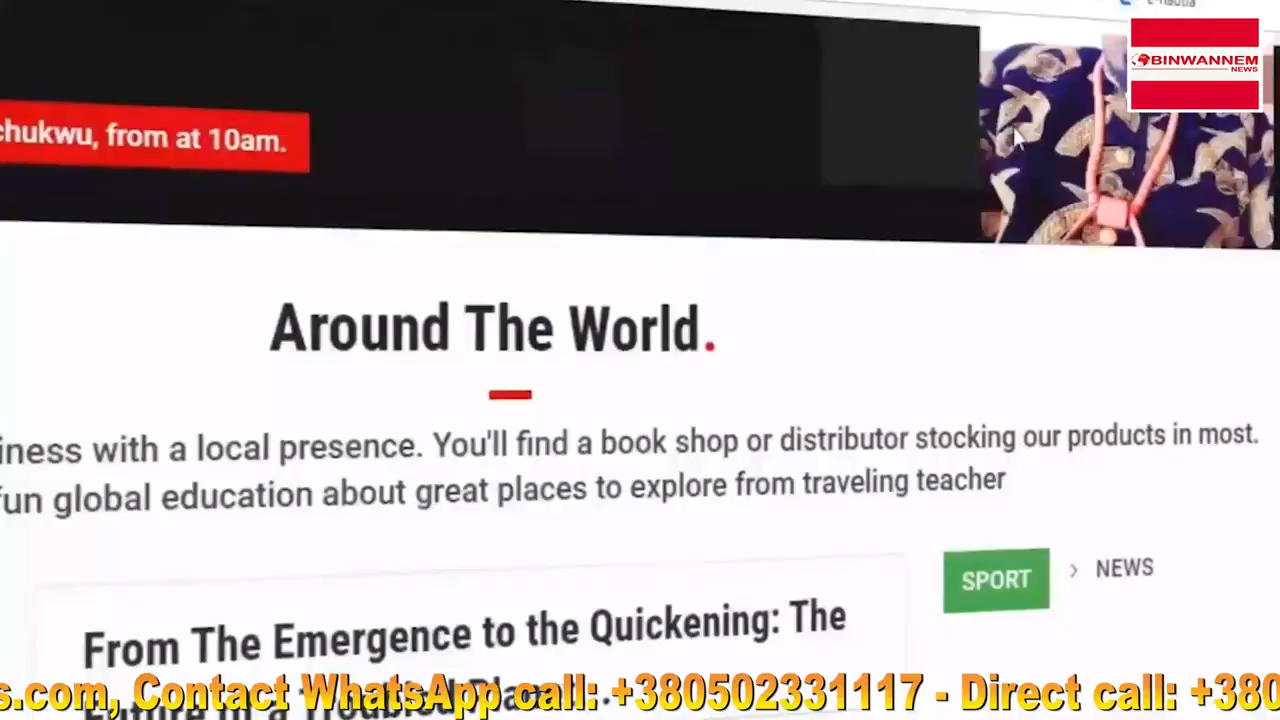 BINWANNEM
NEWS
chukwu, from at 10am.
Around The World.
iness with a local presence. You'll find a book shop or distributor stocking our products in most.
fun global education about great places to explore from traveling teacher
SPORT > NEWS
From The Emergence to the Quickening: The
s.com, Contact WhatsApp call: +380502331117 - Direct call: +380